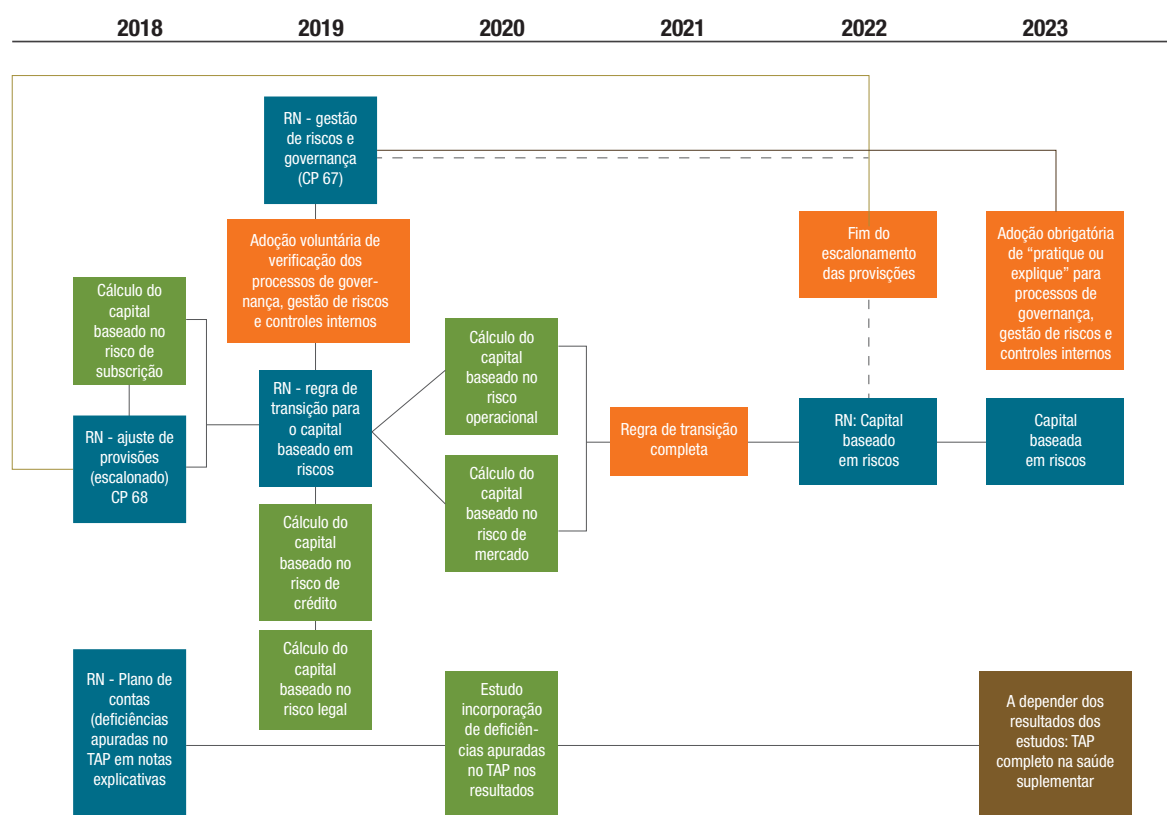 2018 2019 2020 2021 2022 2023
RN - gestão
de riscos e
governança
(CP 67)
Adoção voluntária de
verificação dos
processos de gover-
nança, gestão de riscos
e controles internos
Fim do
escalonamento
das provisções
Adoção obrigatória
de “pratique ou
explique” para
processos de
governança,
gestão de riscos e
controles internos
Cálculo do
capital
baseado no
risco de
subscrição
RN - ajuste de
provisões
(escalonado)
CP 68
RN - regra de
transição para
o capital
baseado em
riscos
Cálculo do
capital
baseado no
risco
operacional
Cálculo do
capital
baseado no
risco de
mercado
Regra de transição
completa
RN: Capital
baseado
em riscos
Capital
baseada
em riscos
Cálculo do
capital
baseado no
risco de
crédito
Cálculo do
capital
baseado no
risco legal
RN - Plano de
contas
(deficiências
apuradas no
TAP em notas
explicativas
Estudo
incorporação
de deficiên-
cias apuradas
no TAP nos
resultados
A depender dos
resultados dos
estudos: TAP
completo na saúde
suplementar